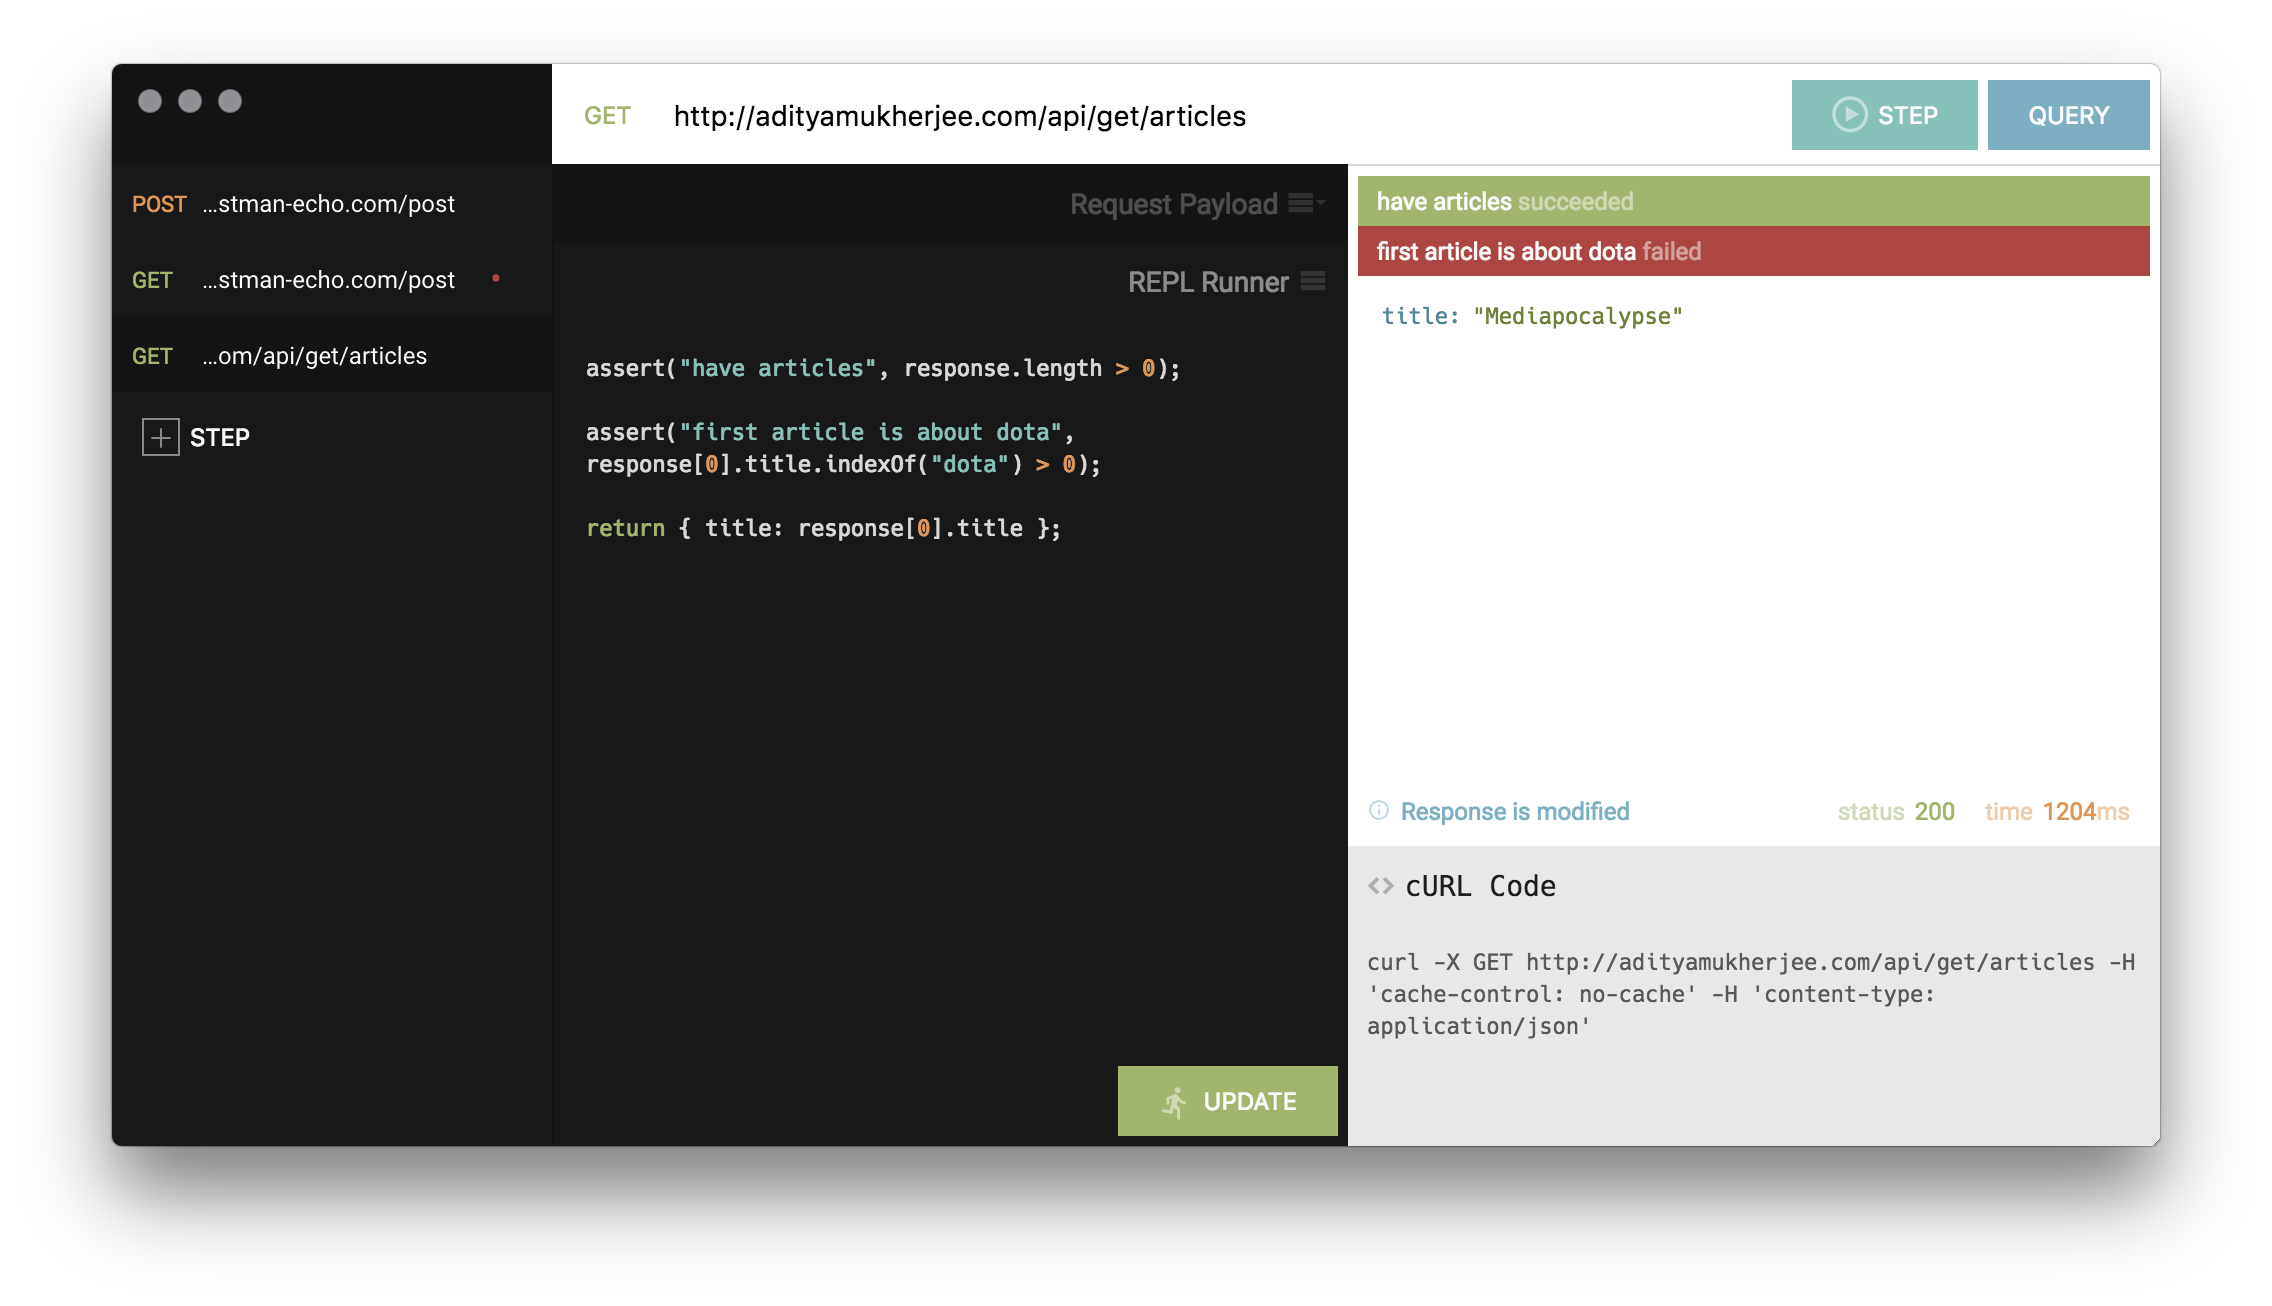 GET http://adityamukherjee.com/api/get/articles
STEP
QUERY
POST ...stman-echo.com/post
GET ...stman-echo.com/post
GET ...om/api/get/articles
STEP
Request Payload
REPL Runner
assert("have articles", response.length > 0);
assert("first article is about dota",
response[0].title.indexOf("dota") > 0);
return { title: response[0].title };
UPDATE
have articles succeeded
first article is about dota failed
title: "Mediapocalypse"
Response is modified
status 200 time 1204ms
<> cURL Code
curl -X GET http://adityamukherjee.com/api/get/articles -H
'cache-control: no-cache' -H 'content-type:
application/json'